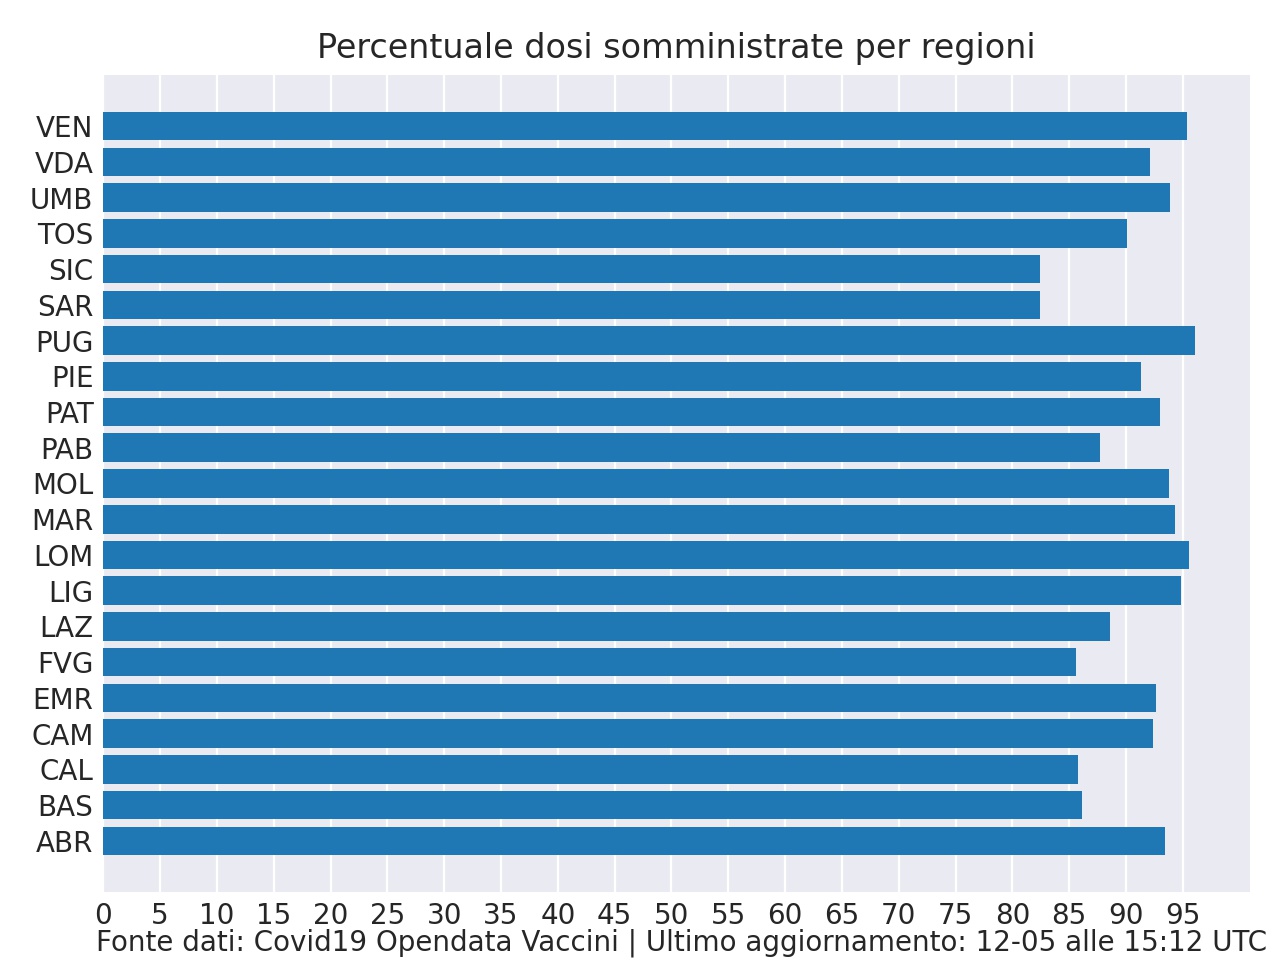 Percentuale dosi somministrate per regioni
VEN
VDA
UMB
TOS
SIC
SAR
PUG
PIE
PAT
PAB
MOL
MAR
LOM
LIG
LAZ
FVG
EMR
CAM
CAL
BAS
ABR
0 5 10 15 20 25 30 35 40 45 50 55 60 65 70 75 80 85 90 95
Fonte dati: Covid19 Opendata Vaccini | Ultimo aggiornamento: 12-05 alle 15:12 UTC